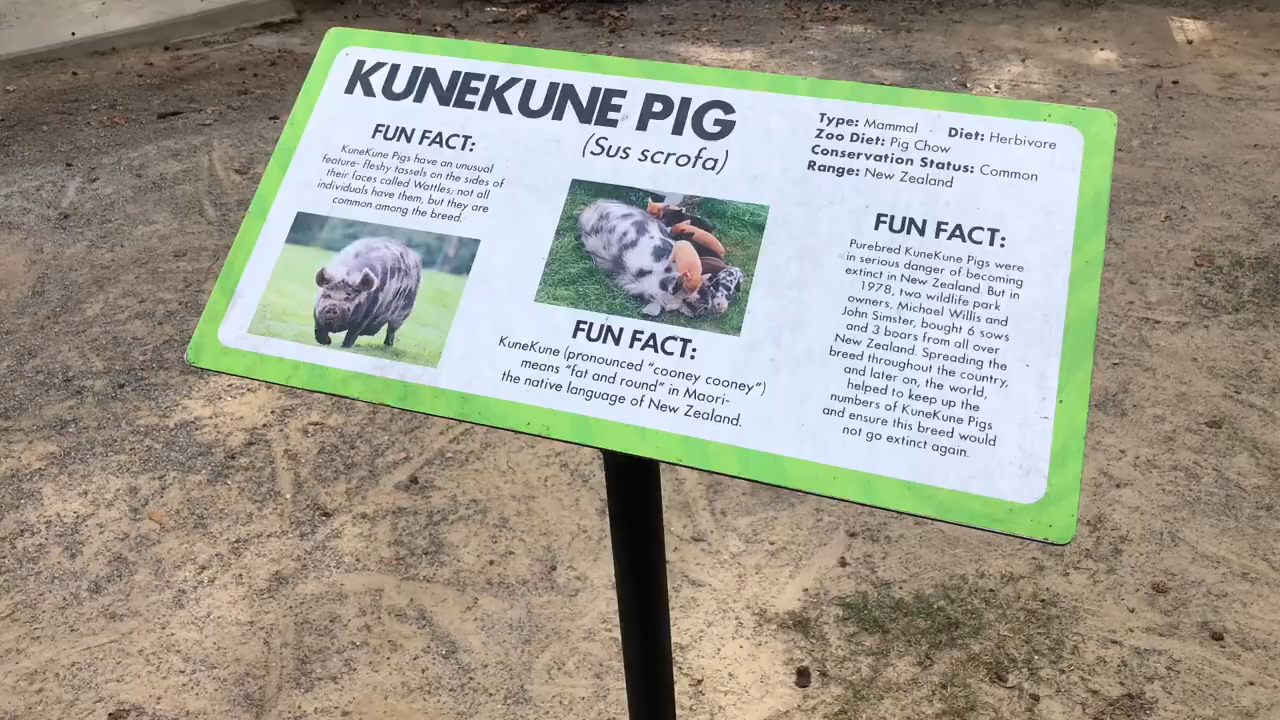 KUNEKUNE PIG
(Sus scrofa)
FUN FACT:
KuneKune Pigs have an unusual
feature- fleshy tassels on the sides of
their faces called Wattles; not all
individuals have them, but they are
common among the breed.
FUN FACT:
KuneKune (pronounced “cooney cooney”)
means “fat and round” in Maori-
the native language of New Zealand.
Type: Mammal . Diet: Herbivore
Zoo Diet: Pig Chow
Conservation Status: Common
Range: New Zealand
FUN FACT:
Purebred KuneKune Pigs were
in serious danger of becoming
extinct in New Zealand. But in
1978, two wildlife park
owners, Michael Willis and
John Simster, bought 6 sows
and 3 boars from all over
New Zealand. Spreading the
breed throughout the country,
and later on, the world,
helped to keep up the
numbers of KuneKune Pigs
and ensure this breed would
not go extinct again.